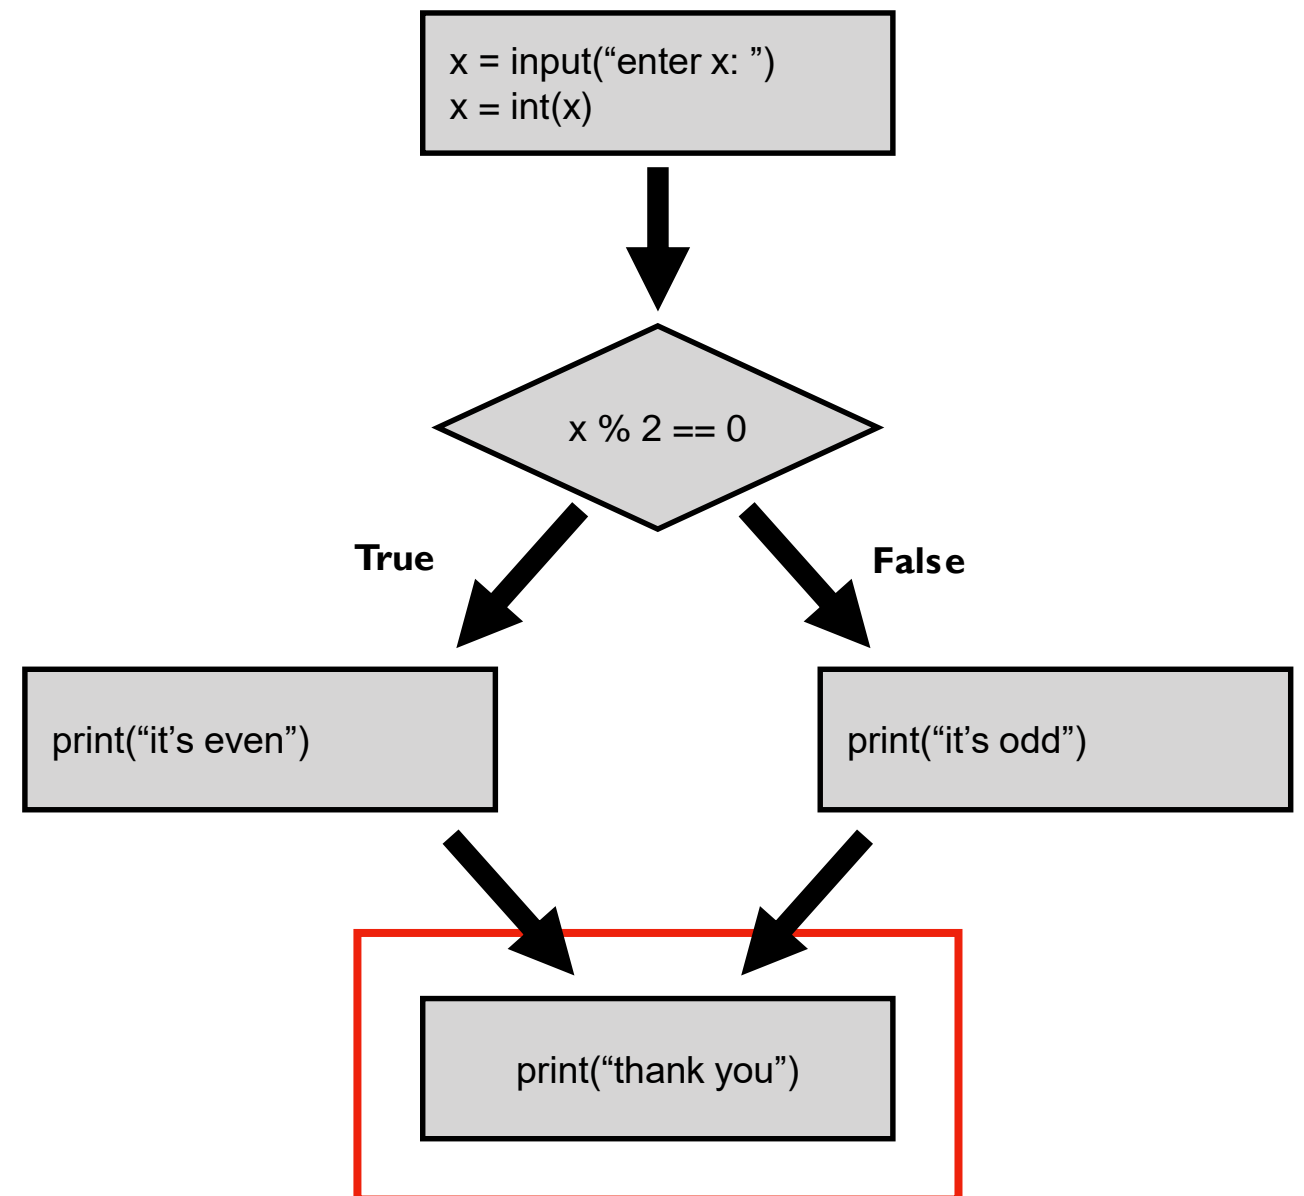 x = input(“enter x: ”)
x = int(x)
x % 2 == 0
True
False
print(“it’s even”)
print(“it’s odd”)
print(“thank you”)